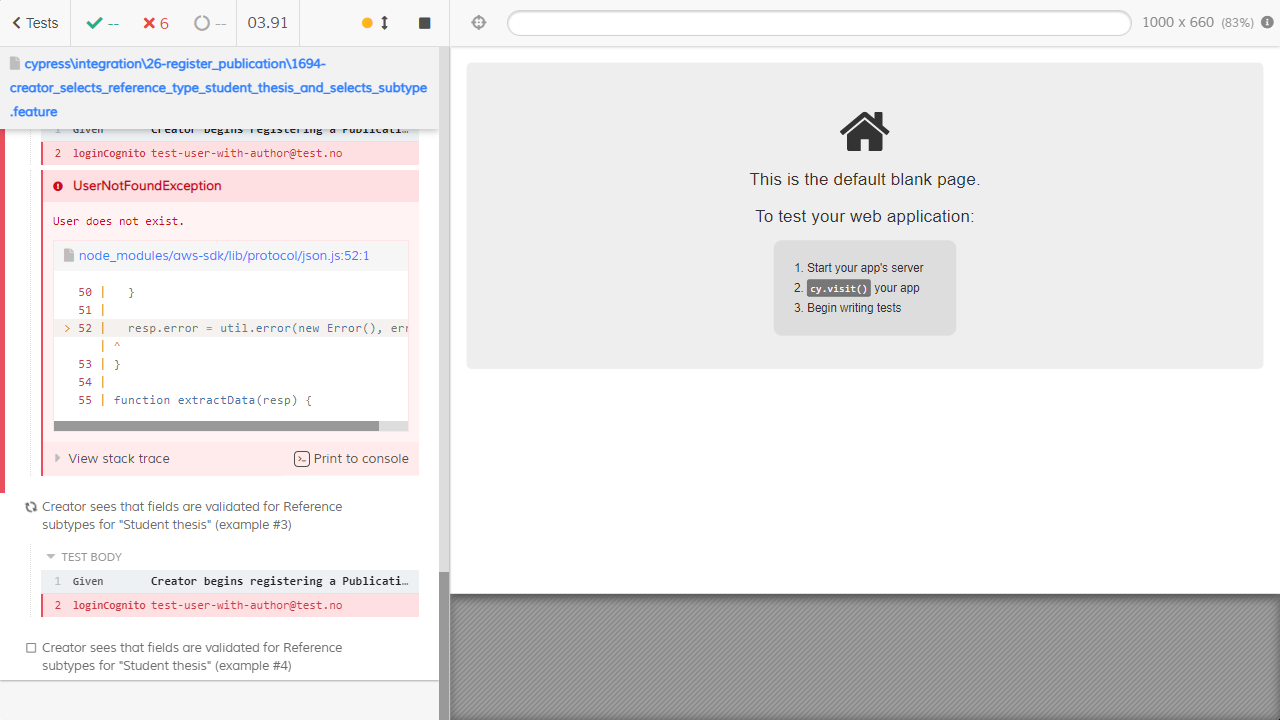 Tests
--
6
--
03.91
1000 x 660 (83%)
cypress\integration\26-register_publication\1694-
creator_selects_reference_type_student_thesis_and_selects_subtype
.feature
1 Given Creator begins registering a Publicati…
2 loginCognito test-user-with-author@test.no
UserNotFoundException
User does not exist.
node_modules/aws-sdk/lib/protocol/json.js:52:1
50 |   }
51 |
> 52 |   resp.error = util.error(new Error(), err
| ^
53 | }
54 |
55 | function extractData(resp) {
View stack trace
Print to console
Creator sees that fields are validated for Reference
subtypes for "Student thesis" (example #3)
TEST BODY
1 Given Creator begins registering a Publicati…
2 loginCognito test-user-with-author@test.no
Creator sees that fields are validated for Reference
subtypes for "Student thesis" (example #4)
This is the default blank page.
To test your web application:
1. Start your app's server
2. cy.visit() your app
3. Begin writing tests